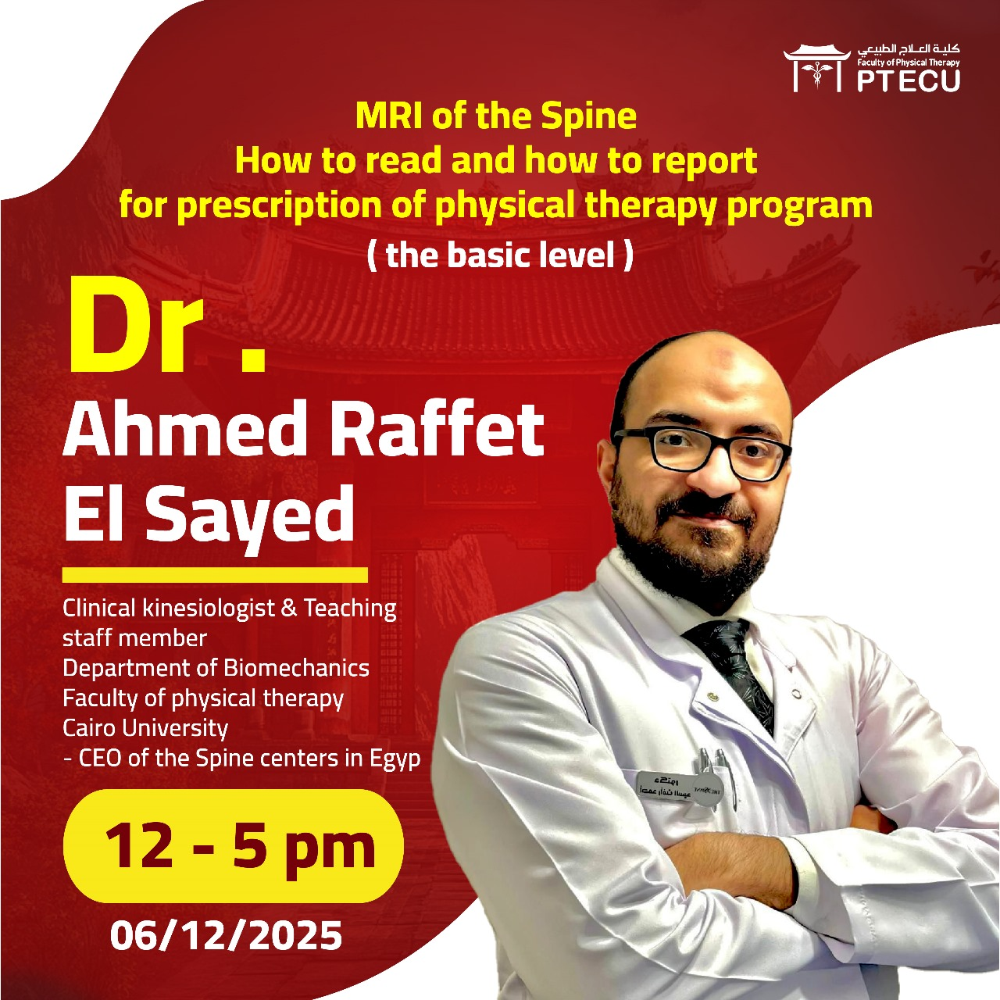 كلية العلاج الطبيعي
Faculty of Physical Therapy
PTECU
MRI of the Spine
How to read and how to report
for prescription of physical therapy program
( the basic level )
Dr .
Ahmed Raffet
El Sayed
Clinical kinesiologist & Teaching
staff member
Department of Biomechanics
Faculty of physical therapy
Cairo University
- CEO of the Spine centers in Egyp
12 - 5 pm
06/12/2025